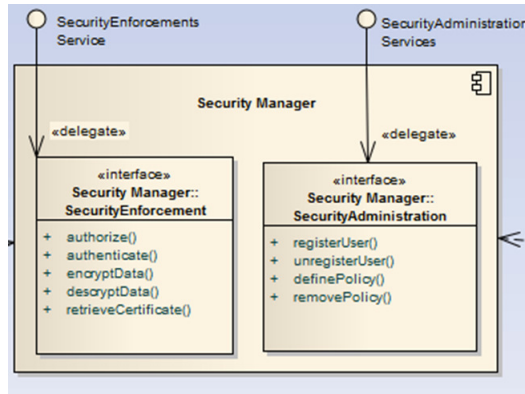 SecurityEnforcements
Service
SecurityAdministration
Services
Security Manager
«delegate»
«delegate»
«interface»
Security Manager::
SecurityEnforcement
+ authorize()
+ authenticate()
+ encryptData()
+ descryptData()
+ retrieveCertificate()
«interface»
Security Manager::
SecurityAdministration
+ registerUser()
+ unregisterUser()
+ definePolicy()
+ removePolicy()